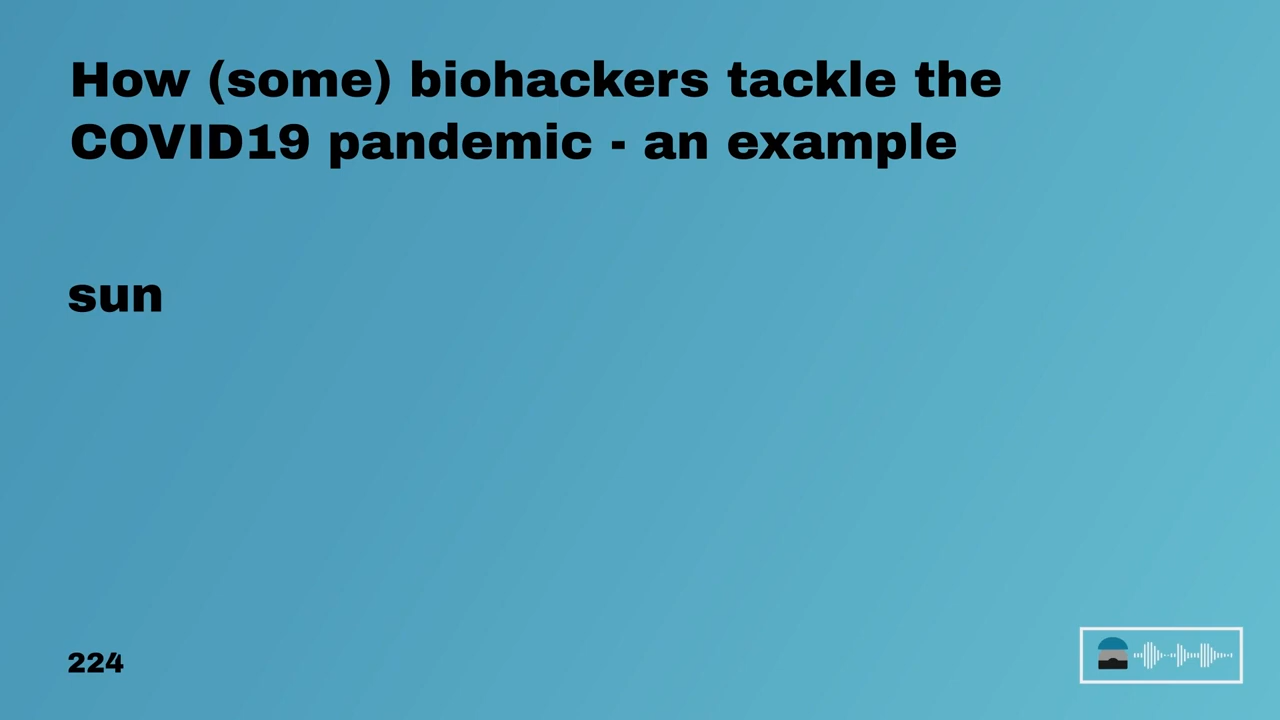 How (some) biohackers tackle the
COVID19 pandemic - an example
sun
224